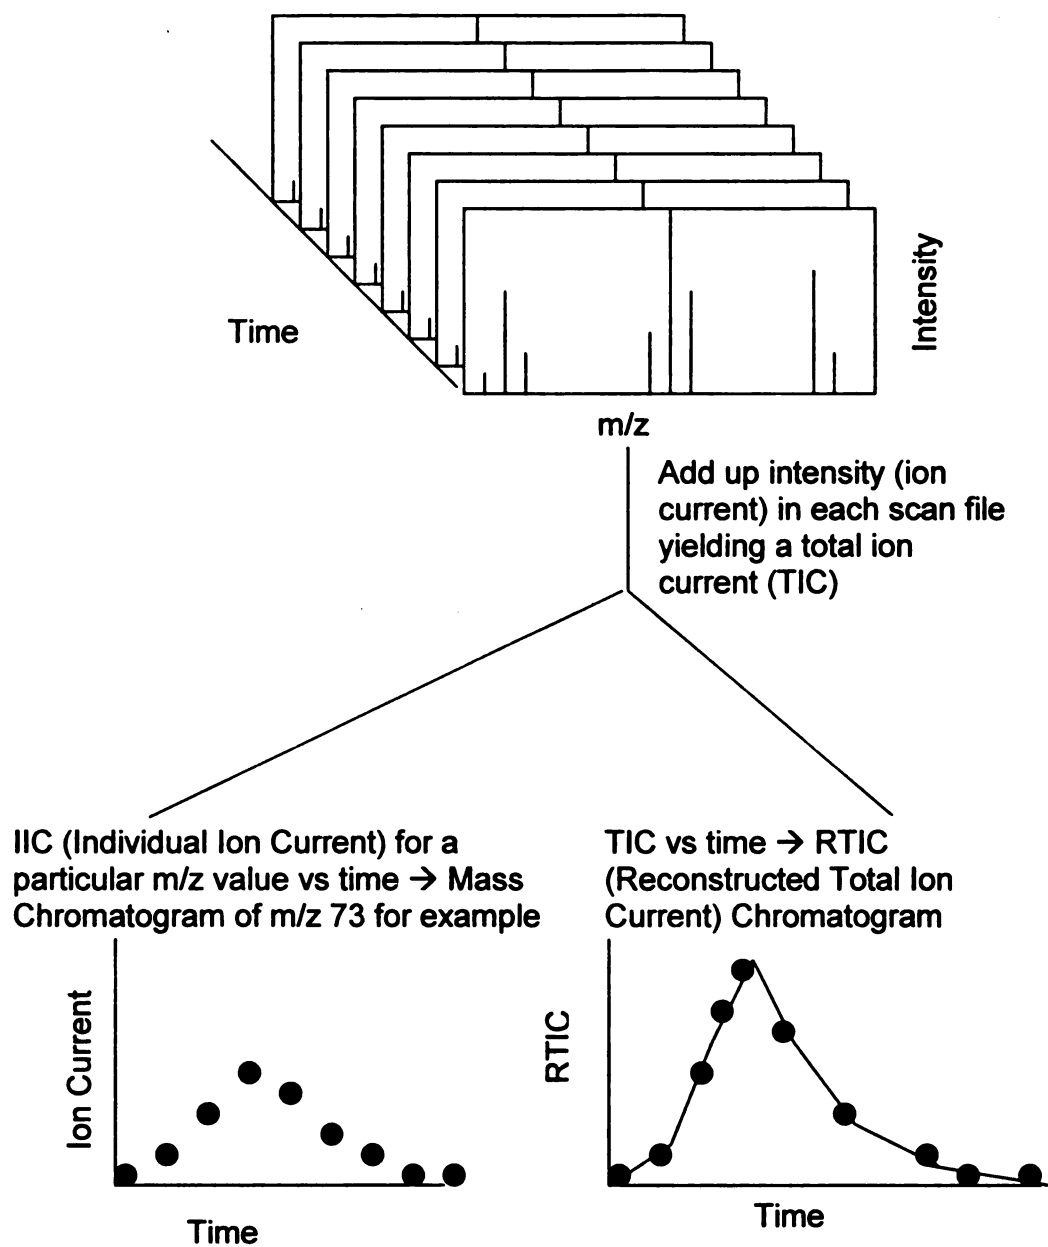 Time
Intensity
m/z
Add up intensity (ion
current) in each scan file
yielding a total ion
current (TIC)
IIC (Individual Ion Current) for a
particular m/z value vs time → Mass
Chromatogram of m/z 73 for example
TIC vs time → RTIC
(Reconstructed Total Ion
Current) Chromatogram
Ion Current
Time
RTIC
Time